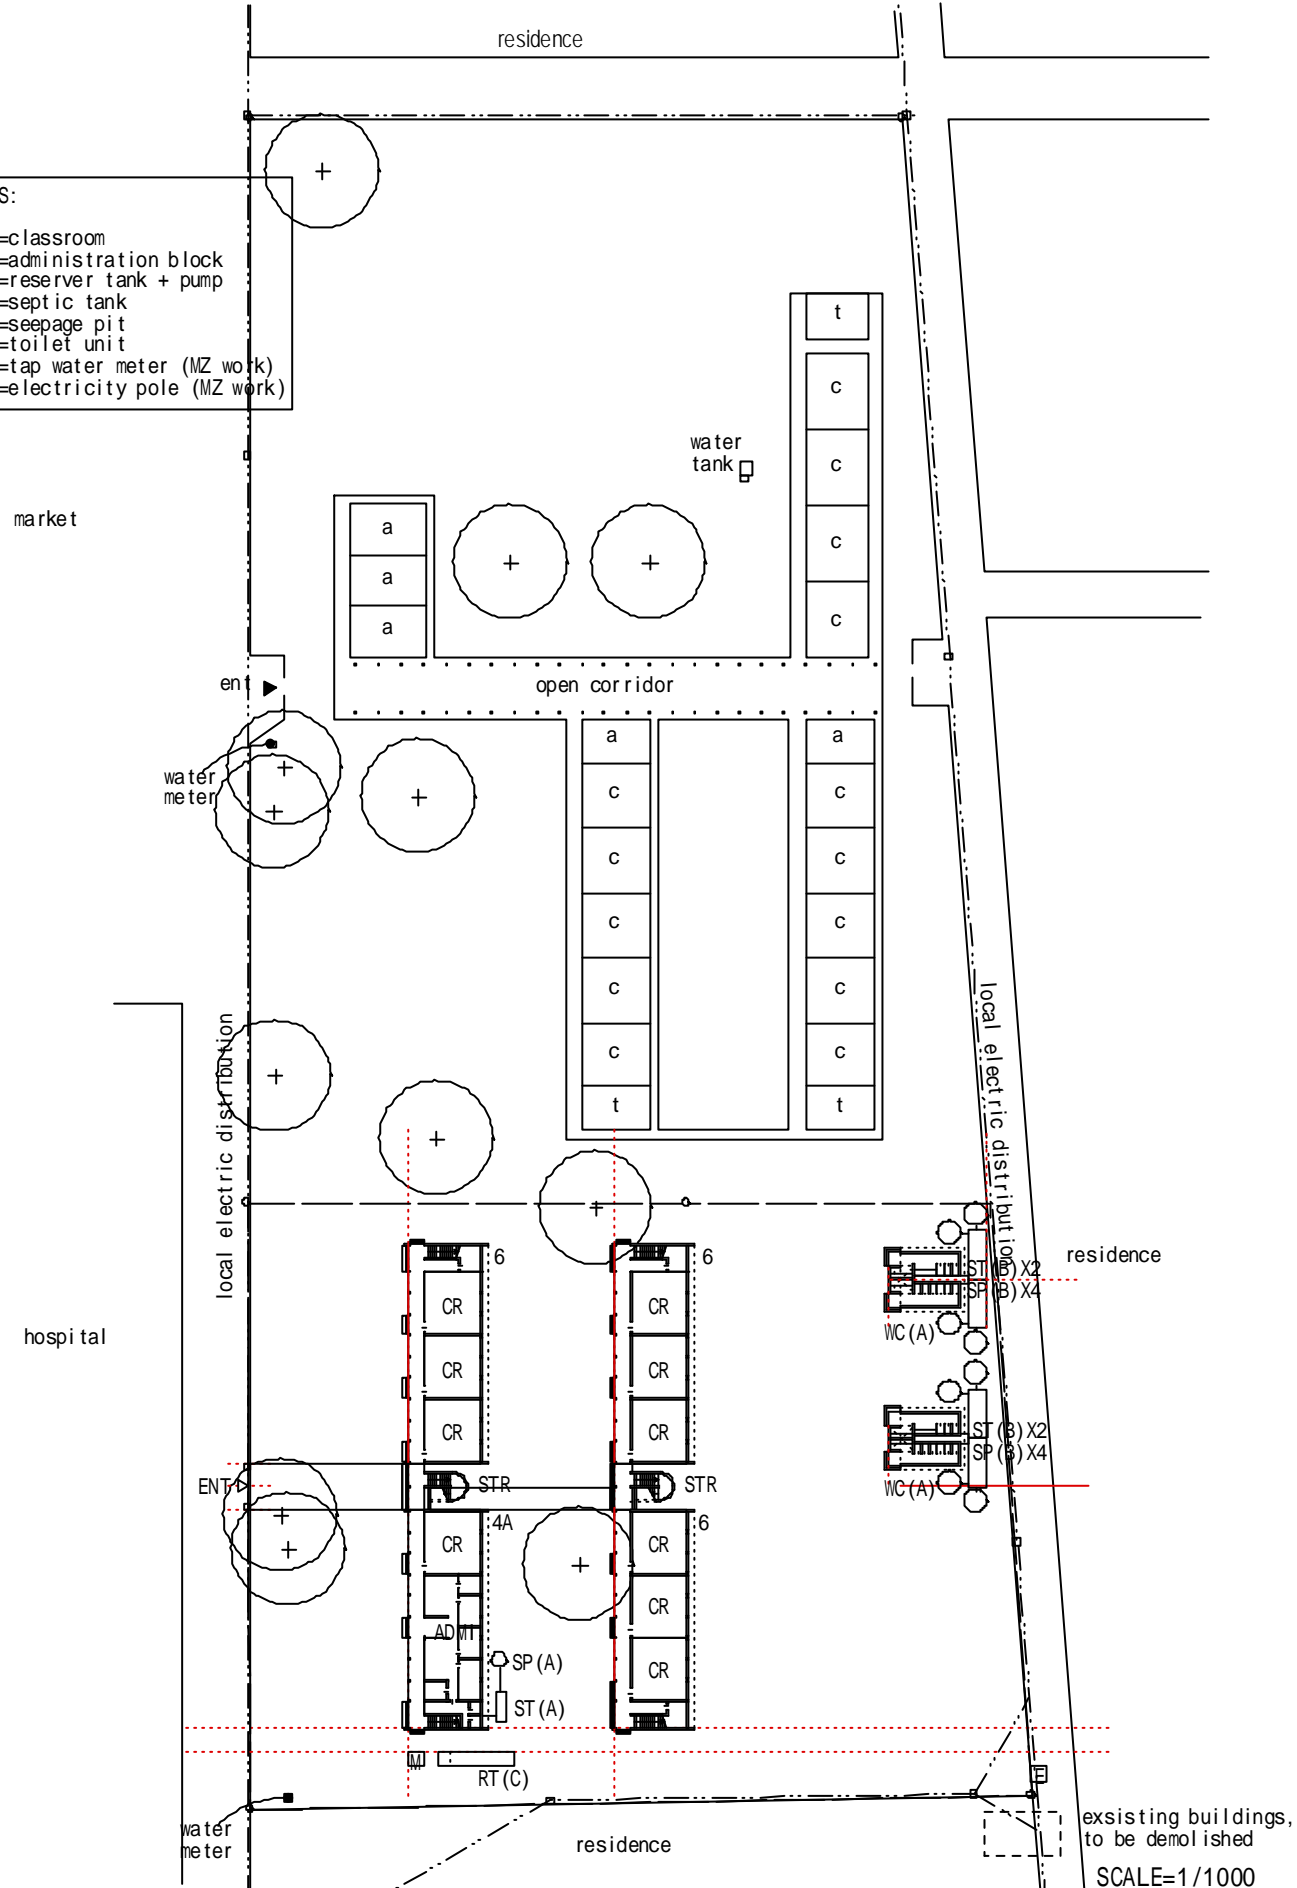 residence
S:
=classroom
=administration block
=reserver tank + pump
=septic tank
=seepage pit
=toilet unit
=tap water meter (MZ work)
=electricity pole (MZ work)
t
c
water
tank
c
market
a
c
a
c
a
ent
open corridor
a
a
water
meter
c
c
c
c
c
c
c
c
local electric distribution
local electric distribution
c
c
t
t
6
6
residence
ST(B)X2
SP(B)X4
CR
CR
WC(A)
hospital
CR
CR
CR
CR
ST(B)X2
SP(B)X4
ENT
STR
STR
WC(A)
4A
6
CR
CR
CR
ADMI
SP(A)
CR
ST(A)
M
RT(C)
E
water
meter
residence
exsisting buildings,
to be demolished
SCALE=1/1000